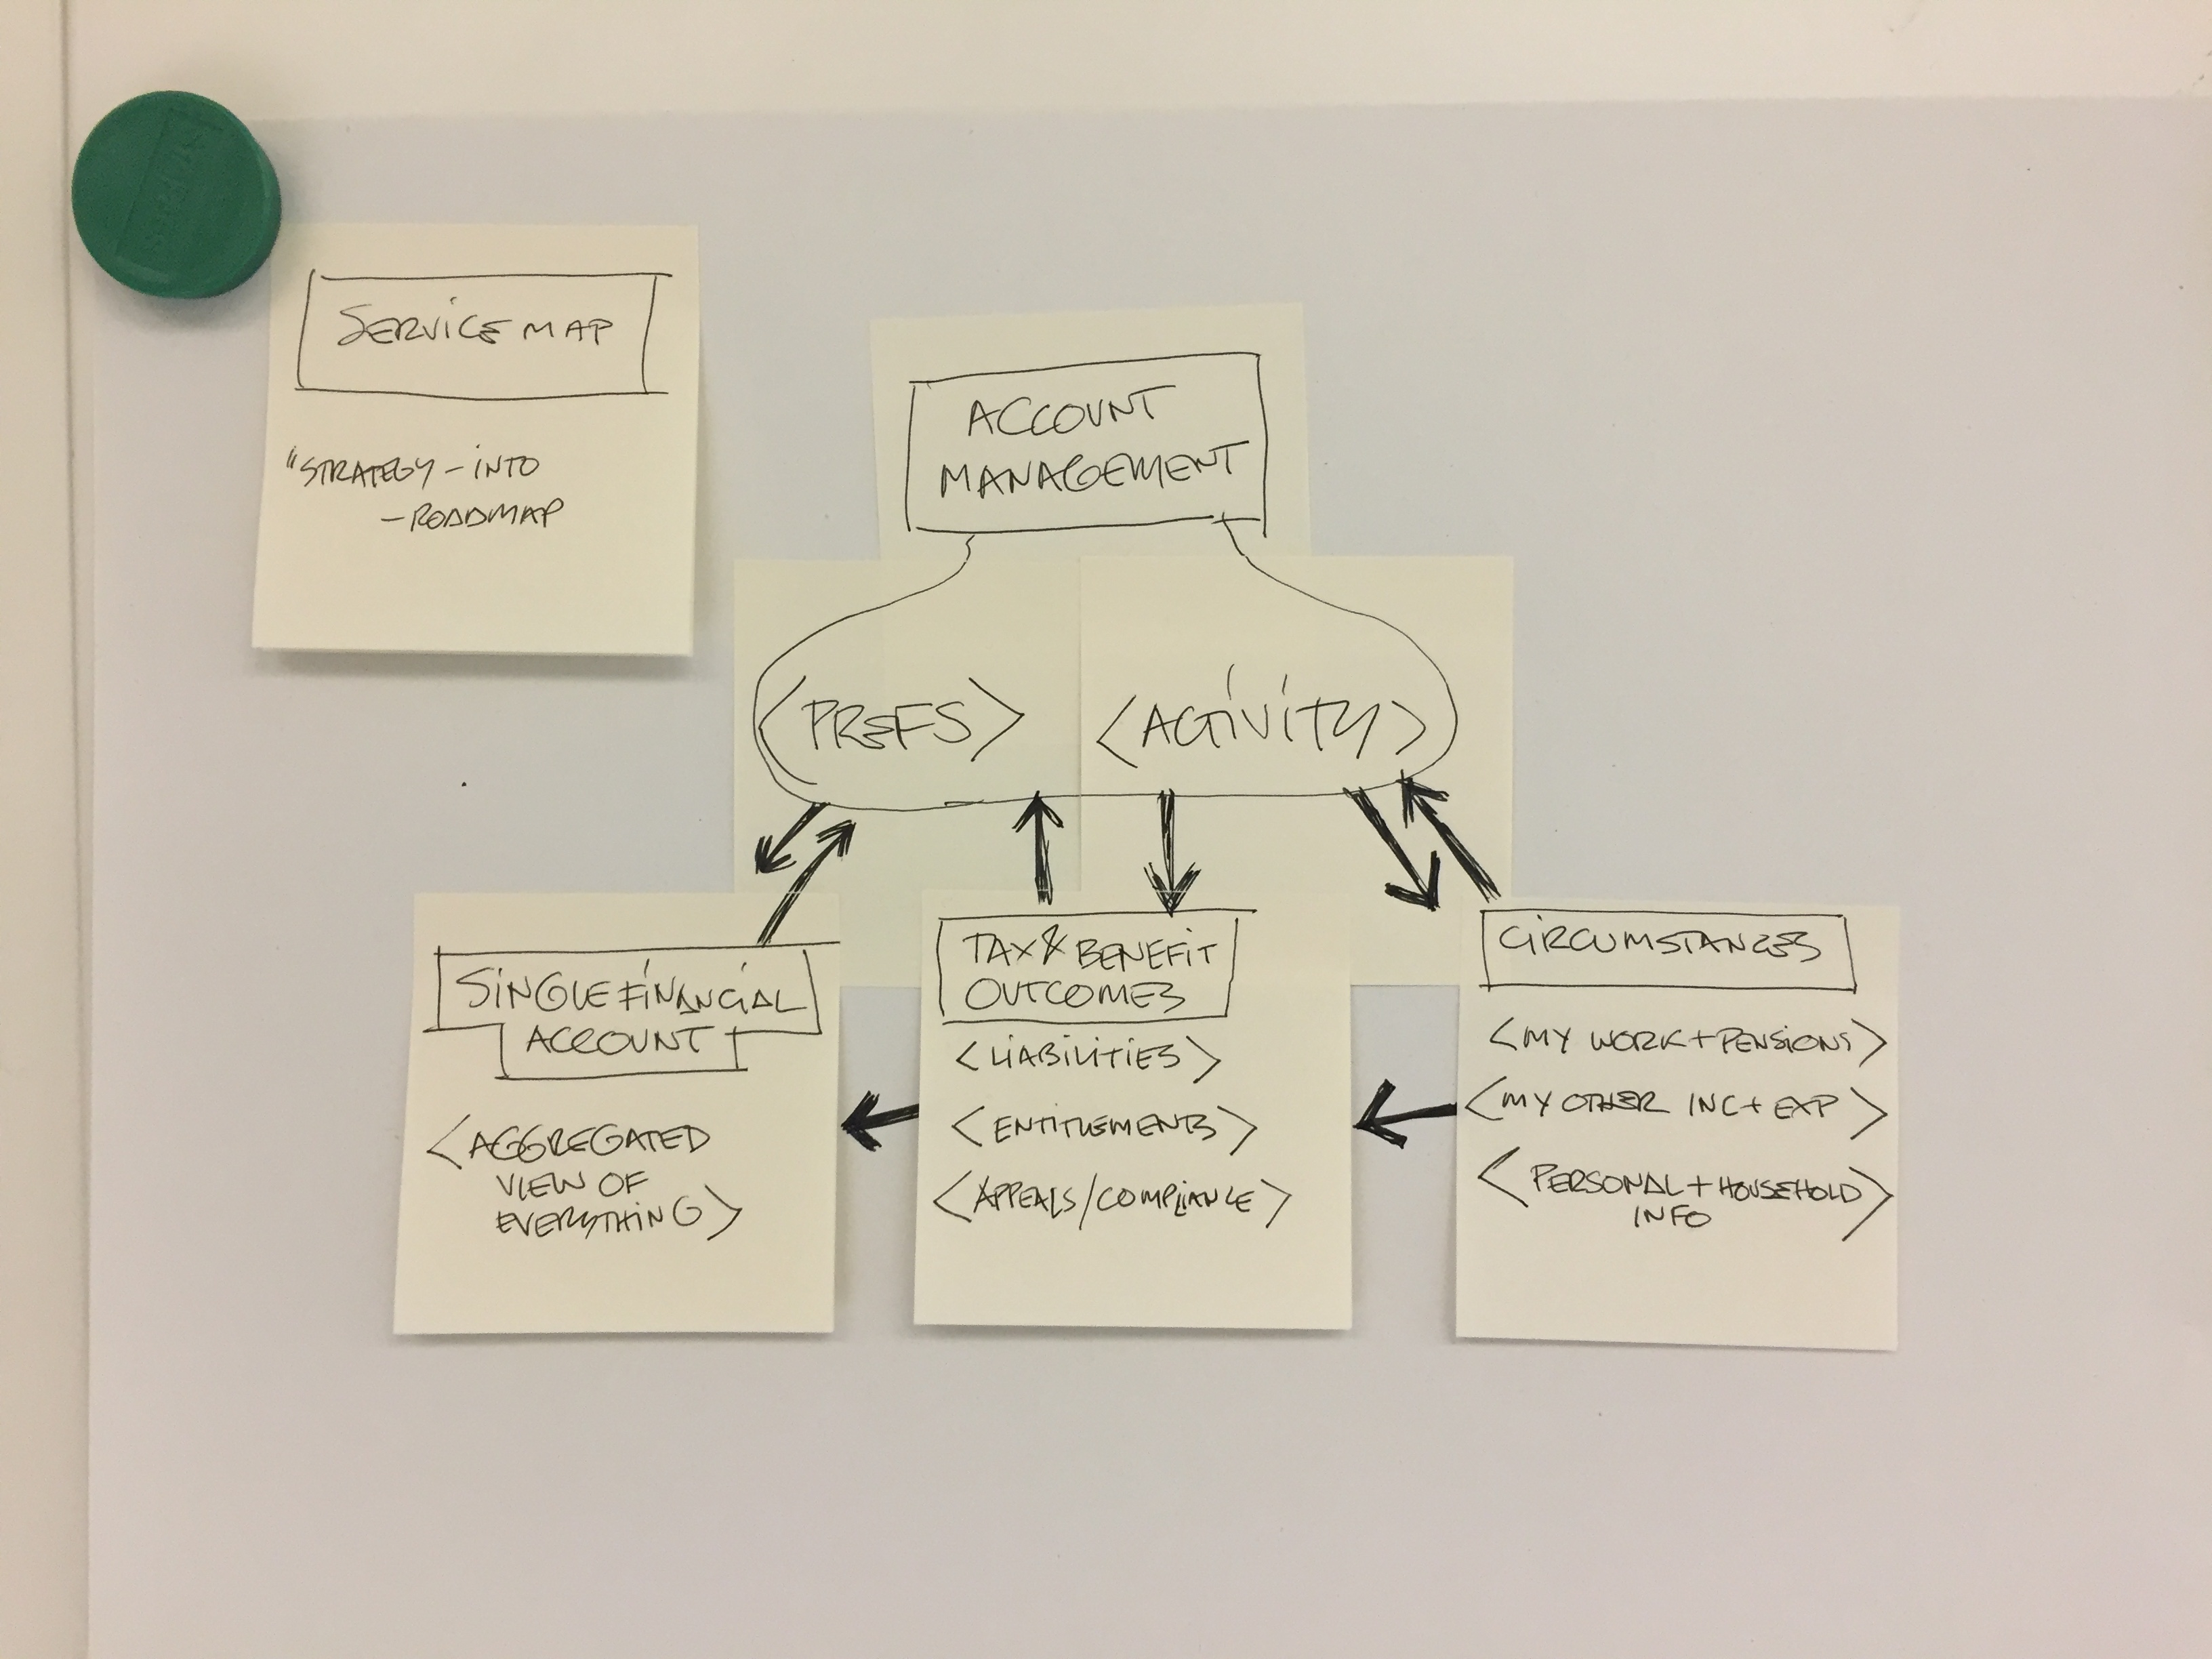 SERVICE MAP
"STRATEGY - INTO
- ROADMAP
ACCOUNT
MANAGEMENT
<PREFS>
<ACTIVITY>
SINGLE FINANCIAL
ACCOUNT
<AGGREGATED
VIEW OF
EVERYTHING>
TAX & BENEFIT
OUTCOMES
<LIABILITIES>
<ENTITLEMENTS>
<APPEALS/COMPLIANCE>
CIRCUMSTANCES
<MY WORK + PENSIONS>
<MY OTHER INC + EXP>
<PERSONAL + HOUSEHOLD
INFO>